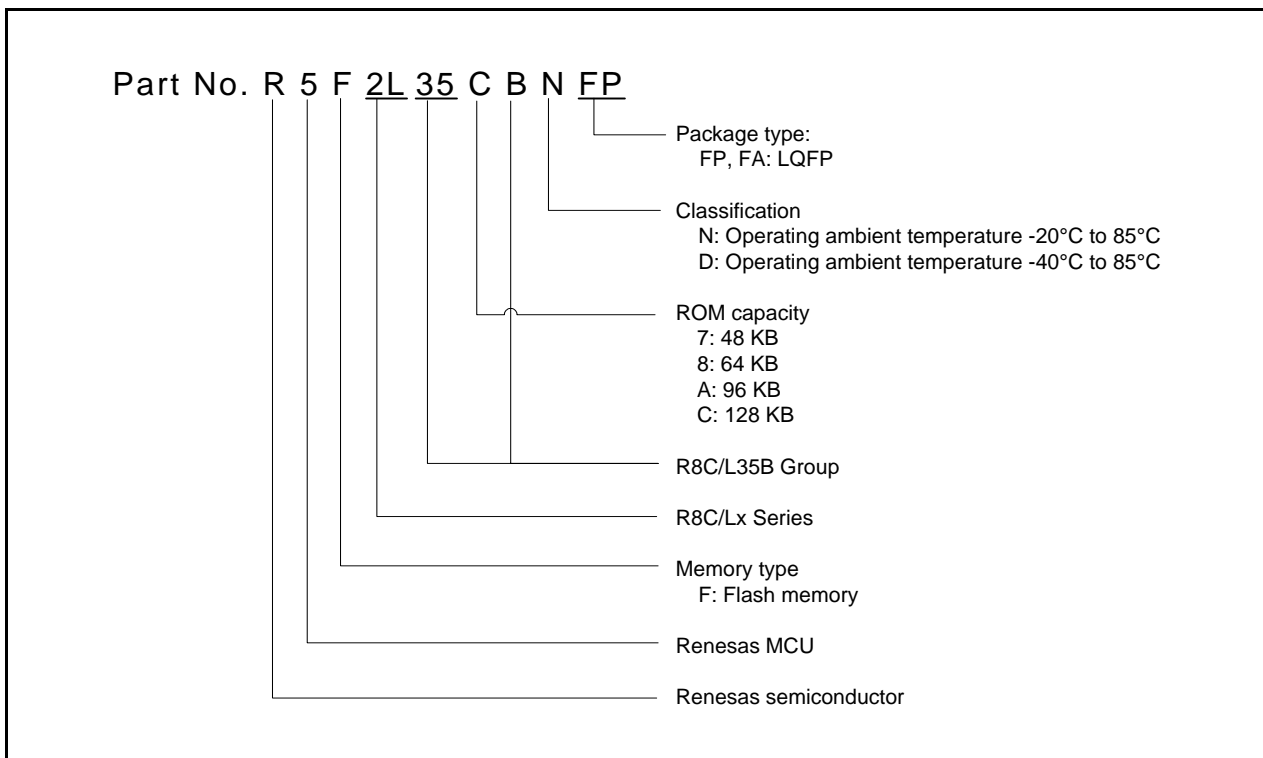 Part No. R 5 F 2L 35 C B N FP
Package type:
FP, FA: LQFP
Classification
N: Operating ambient temperature -20°C to 85°C
D: Operating ambient temperature -40°C to 85°C
ROM capacity
7: 48 KB
8: 64 KB
A: 96 KB
C: 128 KB
R8C/L35B Group
R8C/Lx Series
Memory type
F: Flash memory
Renesas MCU
Renesas semiconductor